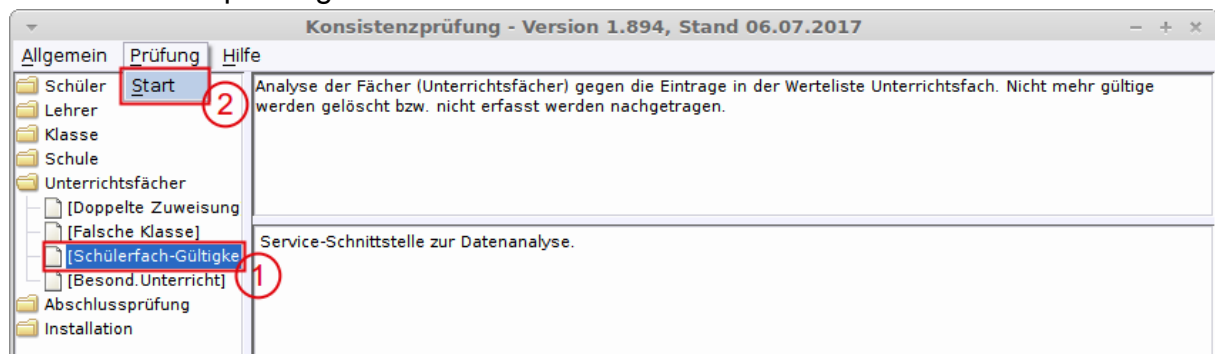 Konsistenzprüfung - Version 1.894, Stand 06.07.2017
Allgemein Prüfung Hilfe
Start
2
Schüler
Lehrer
Klasse
Schule
Unterrichtsfächer
[Doppelte Zuweisung
[Falsche Klasse]
[Schülerfach-Gültigke
1
[Besond.Unterricht]
Abschlussprüfung
Installation
Analyse der Fächer (Unterrichtsfächer) gegen die Eintrage in der Werteliste Unterrichtsfach. Nicht mehr gültige
werden gelöscht bzw. nicht erfasst werden nachgetragen.
Service-Schnittstelle zur Datenanalyse.